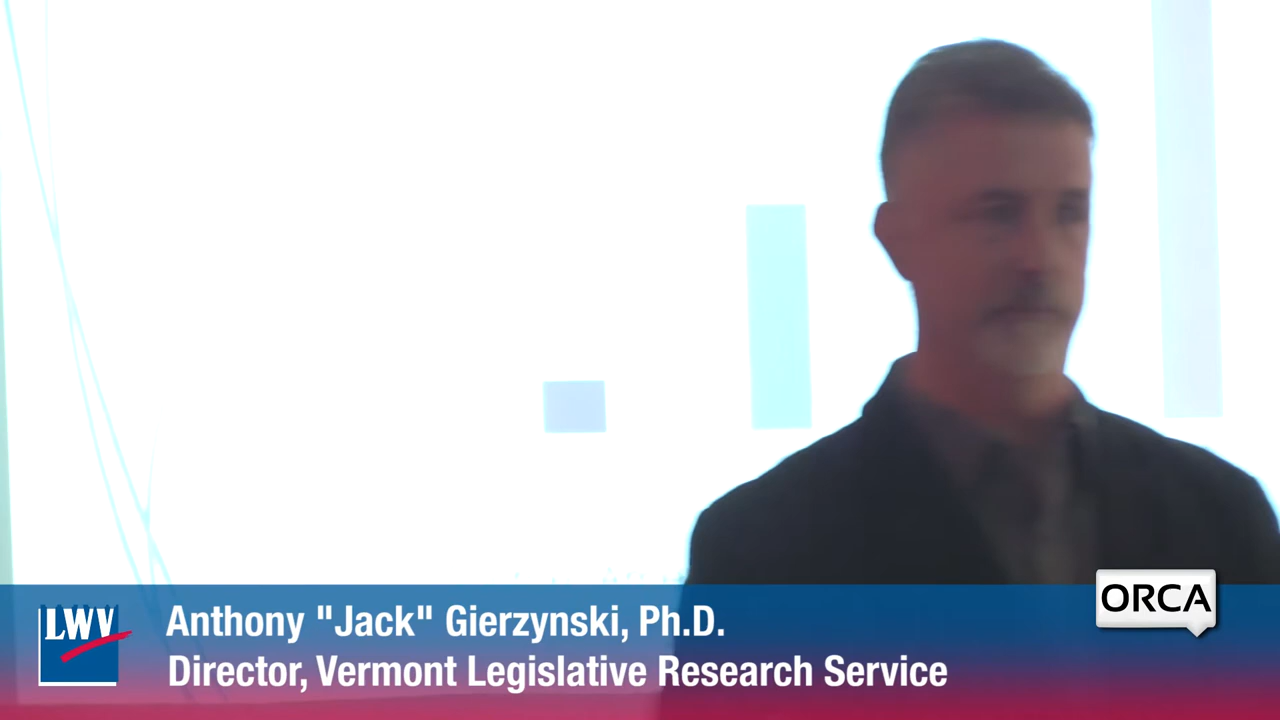 LWV
Anthony "Jack" Gierzynski, Ph.D.
Director, Vermont Legislative Research Service
ORCA